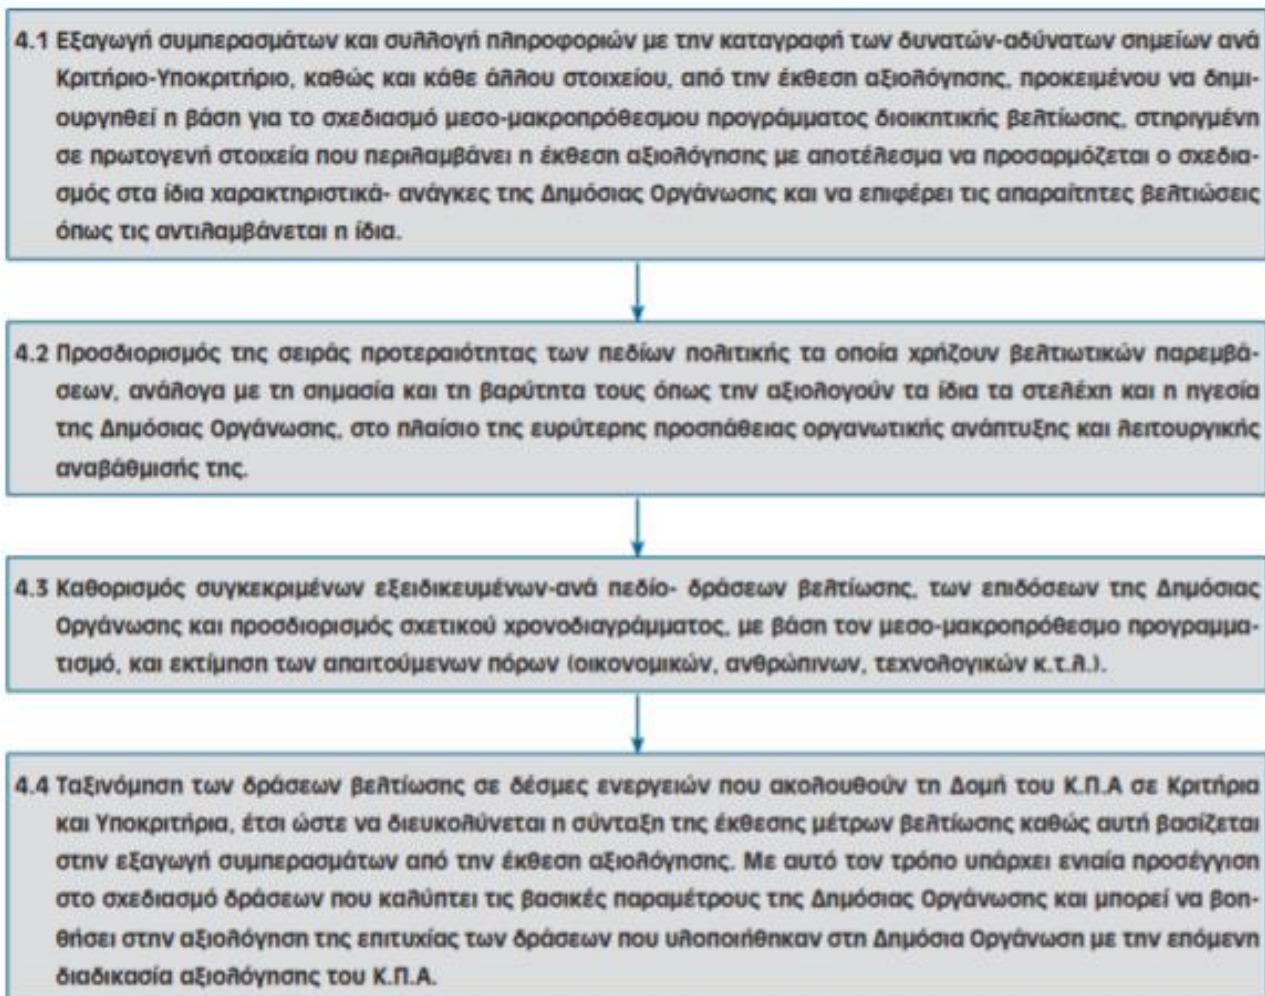 4.1 Εξαγωγή συμπερασμάτων και συλλογή πληροφοριών με την καταγραφή των δυνατών-αδύνατων σημείων ανά
Κριτήριο-Υποκριτήριο, καθώς και κάθε άλλου στοιχείου, από την έκθεση αξιολόγησης, προκειμένου να δημι-
ουργηθεί η βάση για το σχεδιασμό μεσο-μακροπρόθεσμου προγράμματος διοικητικής βελτίωσης, στηριγμένη
σε πρωτογενή στοιχεία που περιλαμβάνει η έκθεση αξιολόγησης με αποτέλεσμα να προσαρμόζεται ο σχεδια-
σμός στα ίδια χαρακτηριστικά- ανάγκες της Δημόσιας Οργάνωσης και να επιφέρει τις απαραίτητες βελτιώσεις
όπως τις αντιλαμβάνεται η ίδια.
4.2 Προσδιορισμός της σειράς προτεραιότητας των πεδίων πολιτικής τα οποία χρήζουν βελτιωτικών παρεμβά-
σεων, ανάλογα με τη σημασία και τη βαρύτητα τους όπως την αξιολογούν τα ίδια τα στελέχη και η ηγεσία
της Δημόσιας Οργάνωσης, στο πλαίσιο της ευρύτερης προσπάθειας οργανωτικής ανάπτυξης και λειτουργικής
αναβάθμισής της.
4.3 Καθορισμός συγκεκριμένων εξειδικευμένων-ανά πεδίο- δράσεων βελτίωσης, των επιδόσεων της Δημόσιας
Οργάνωσης και προσδιορισμός σχετικού χρονοδιαγράμματος, με βάση τον μεσο-μακροπρόθεσμο προγραμμα-
τισμό, και εκτίμηση των απαιτούμενων πόρων (οικονομικών, ανθρώπινων, τεχνολογικών κ.τ.λ.).
4.4 Ταξινόμηση των δράσεων βελτίωσης σε δέσμες ενεργειών που ακολουθούν τη Δομή του Κ.Π.Α σε Κριτήρια
και Υποκριτήρια, έτσι ώστε να διευκολύνεται η σύνταξη της έκθεσης μέτρων βελτίωσης καθώς αυτή βασίζεται
στην εξαγωγή συμπερασμάτων από την έκθεση αξιολόγησης. Με αυτό τον τρόπο υπάρχει ενιαία προσέγγιση
στο σχεδιασμό δράσεων που καλύπτει τις βασικές παραμέτρους της Δημόσιας Οργάνωσης και μπορεί να βοη-
θήσει στην αξιολόγηση της επιτυχίας των δράσεων που υλοποιήθηκαν στη Δημόσια Οργάνωση με την επόμενη
διαδικασία αξιολόγησης του Κ.Π.Α.